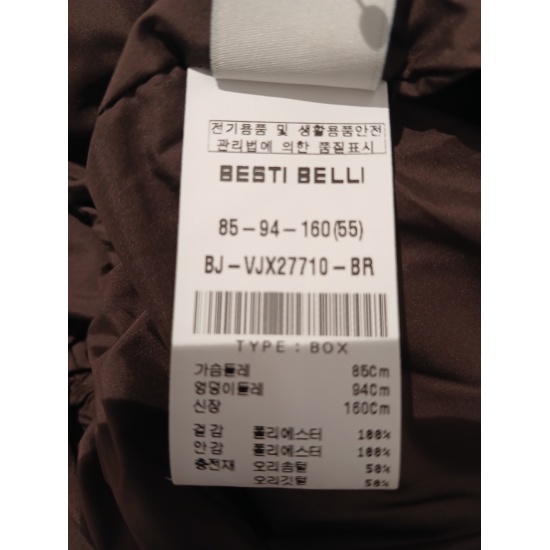 전기용품 및 생활용품안전
관리법에 의한 품질표시
BESTI BELLI
85-94-160(55)
BJ-VJX27710-BR
TYPE : BOX
가슴둘레 85Cm
엉덩이둘레 94Cm
신장 160Cm
겉감 폴리에스터 100%
안감 폴리에스터 100%
충전재 오리솜털 50%
오리깃털 50%